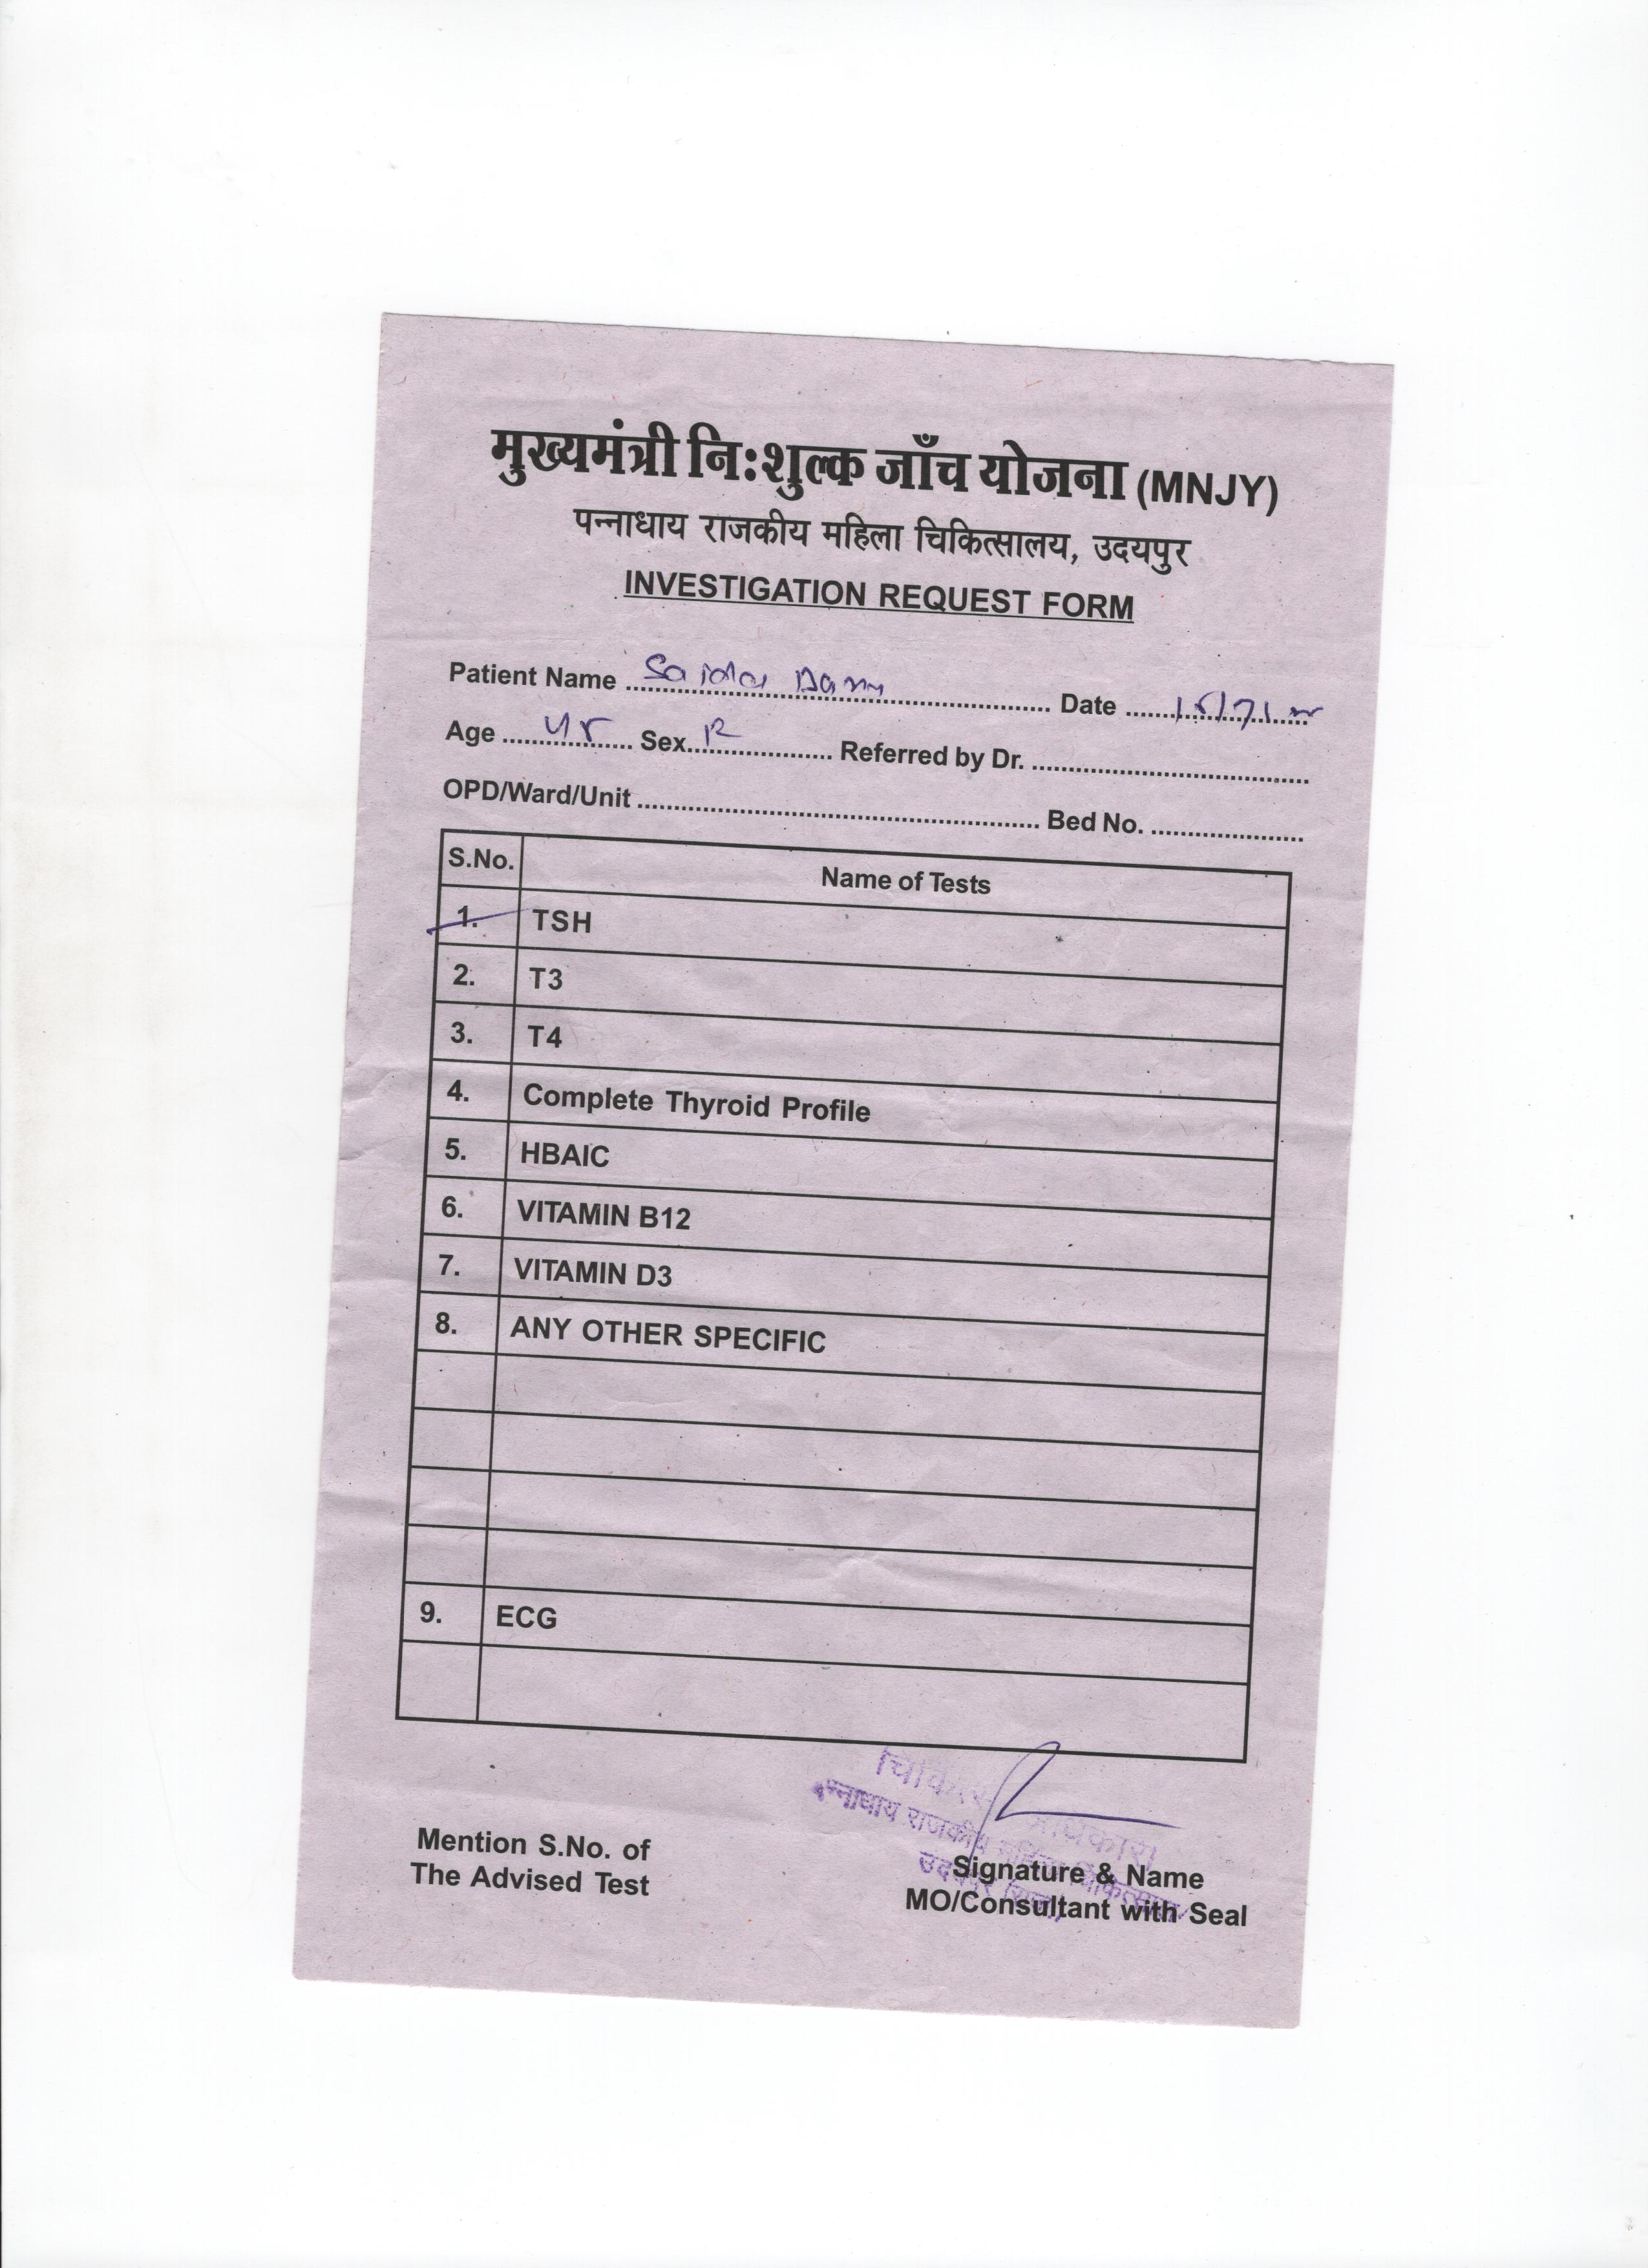 मुख्यमंत्री नि:शुल्क जाँच योजना (MNJY)
पन्नाधाय राजकीय महिला चिकित्सालय, उदयपुर
INVESTIGATION REQUEST FORM
Patient Name .......... Date ..........
Age .......... Sex .......... Referred by Dr. ..........
OPD/Ward/Unit .......... Bed No. ..........
S.No. Name of Tests
1. TSH
2. T3
3. T4
4. Complete Thyroid Profile
5. HBAIC
6. VITAMIN B12
7. VITAMIN D3
8. ANY OTHER SPECIFIC
9. ECG
पन्नाधाय राजकीय महिला
Mention S.No. of
The Advised Test
Signature & Name
MO/Consultant with Seal